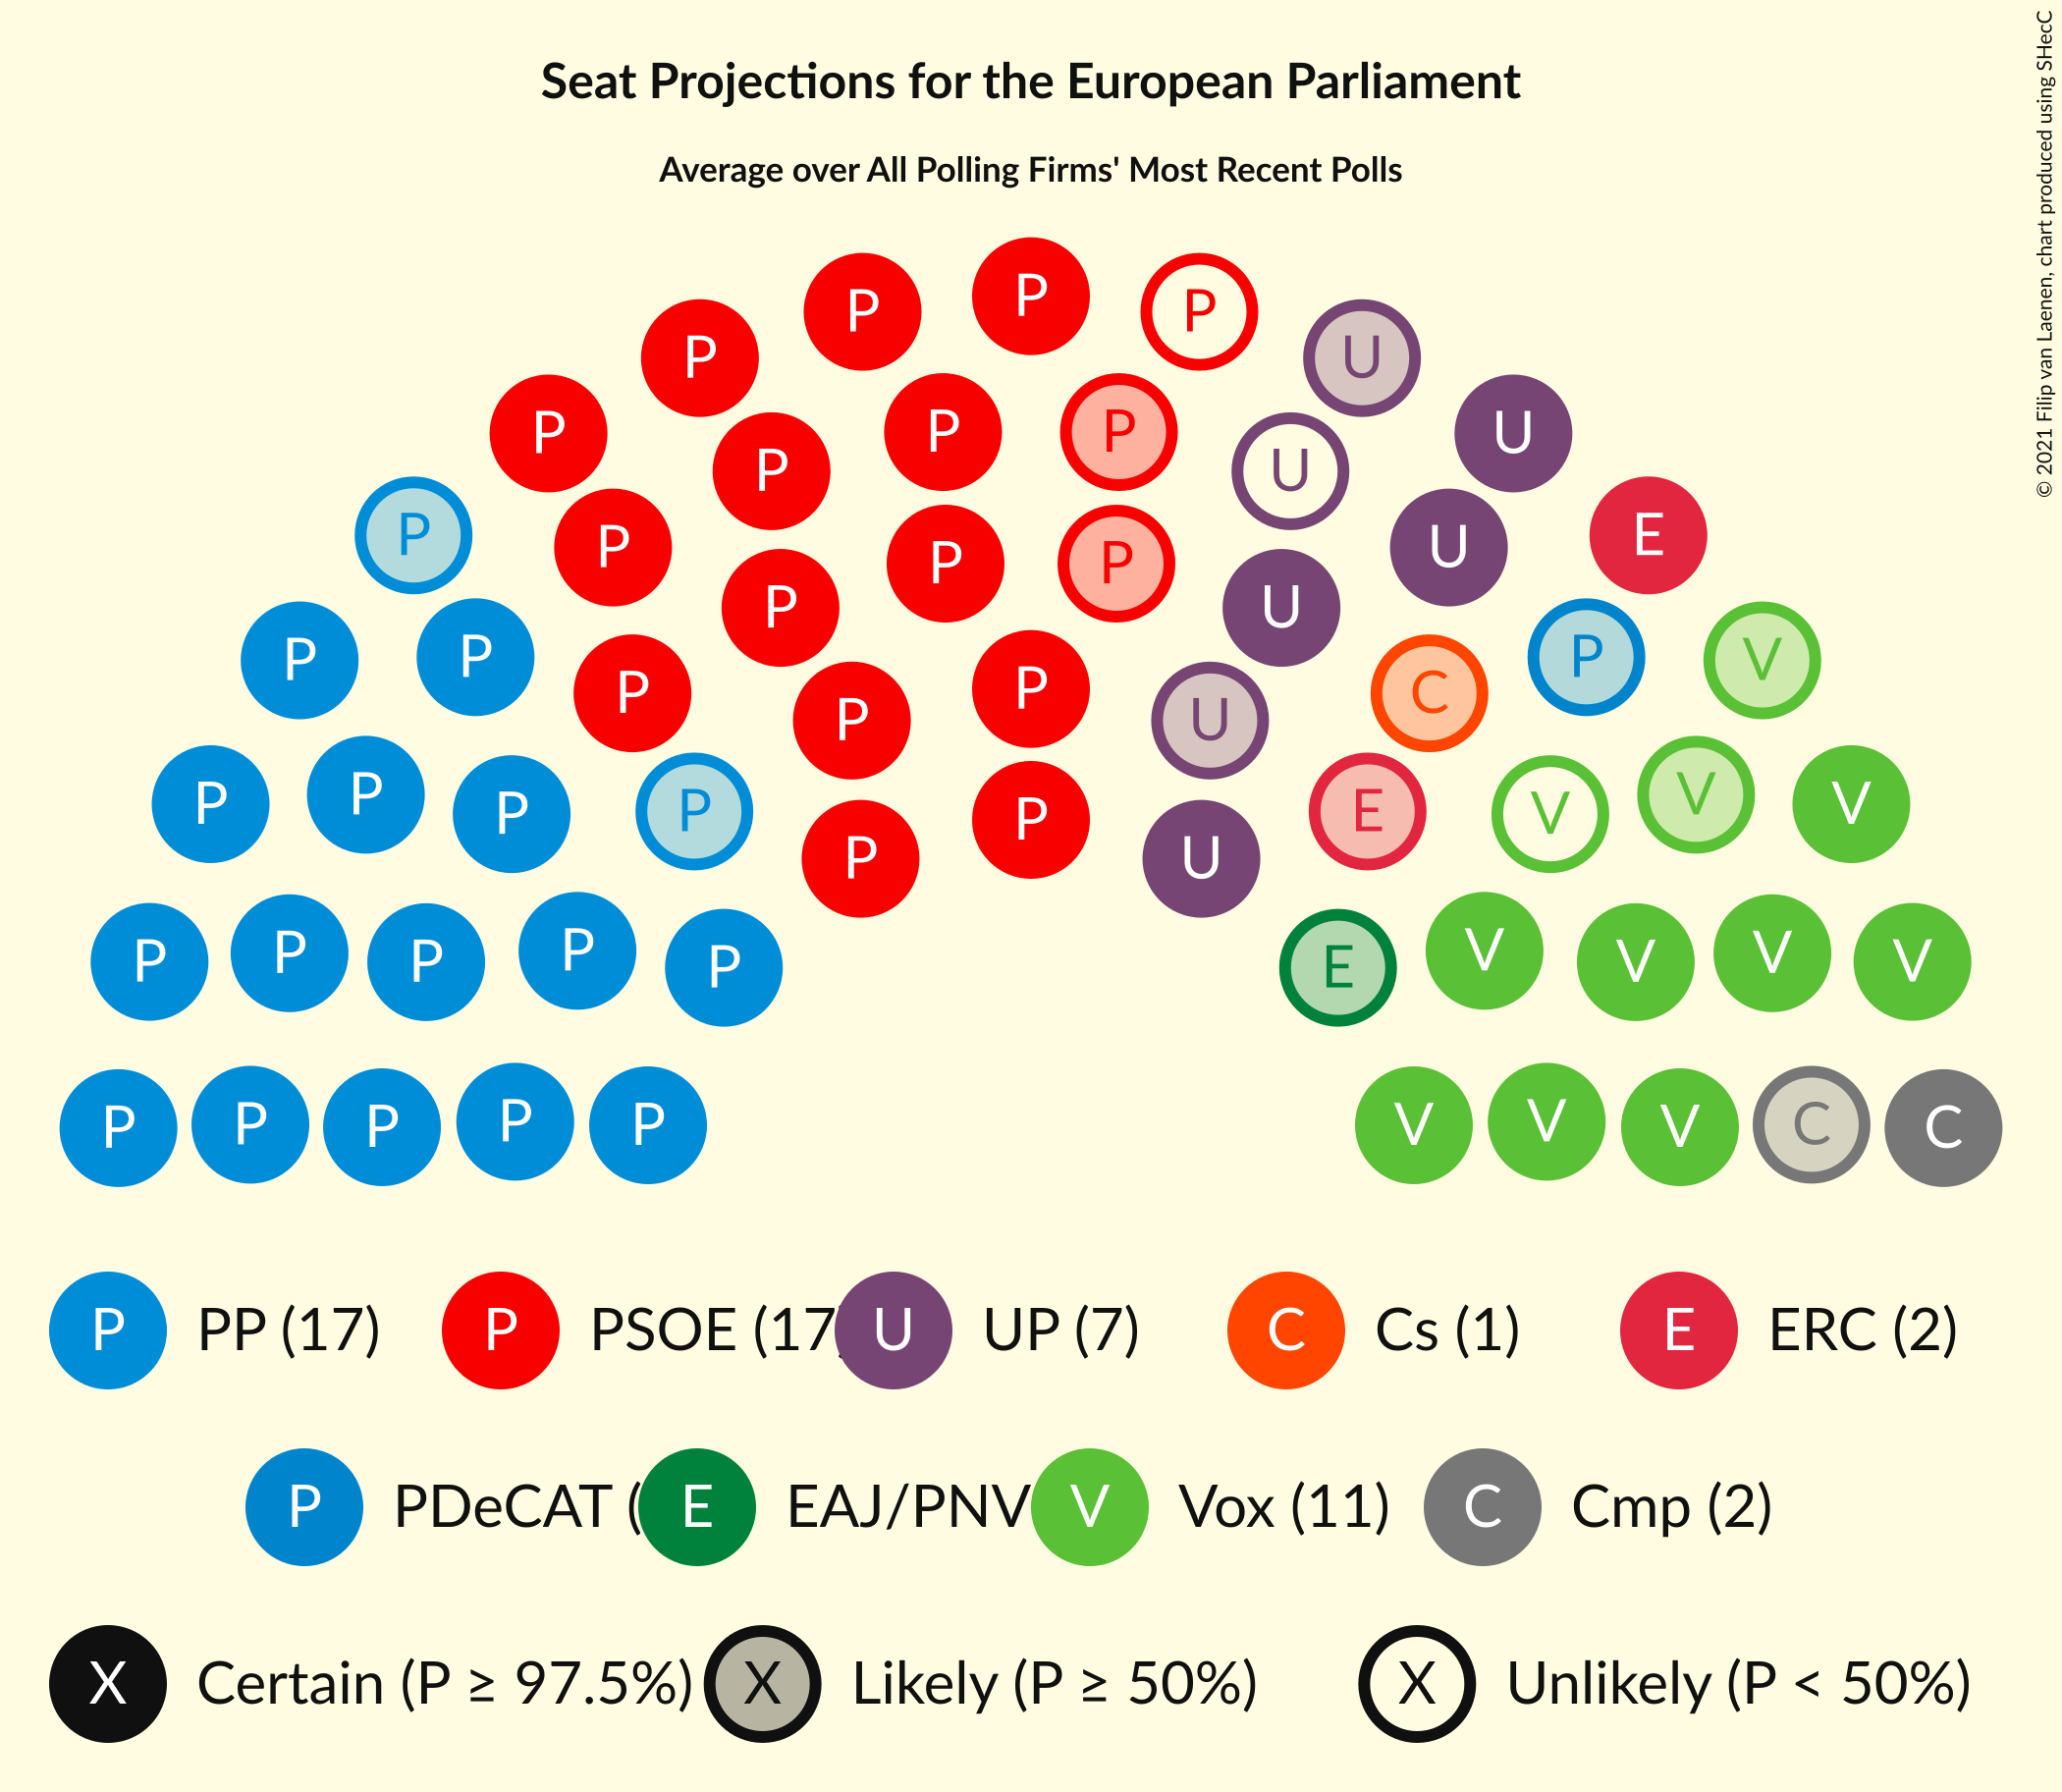 Seat Projections for the European Parliament
Average over All Polling Firms' Most Recent Polls
© 2021 Filip van Laenen, chart produced using SHecC
P P P
P P U
P U
P P P
P U
P P U
P P E
P P
P U
P P P V
P C
P U
P P P P P E V V V
P U
P P P P P E V V V V
P P P P P V V V C C
P PP (17) P PSOE (17 U UP (7) C Cs (1) E ERC (2)
P PDeCAT ( E EAJ/PNV V Vox (11) C Cmp (2)
X Certain (P ≥ 97.5%) X Likely (P ≥ 50%) X Unlikely (P < 50%)